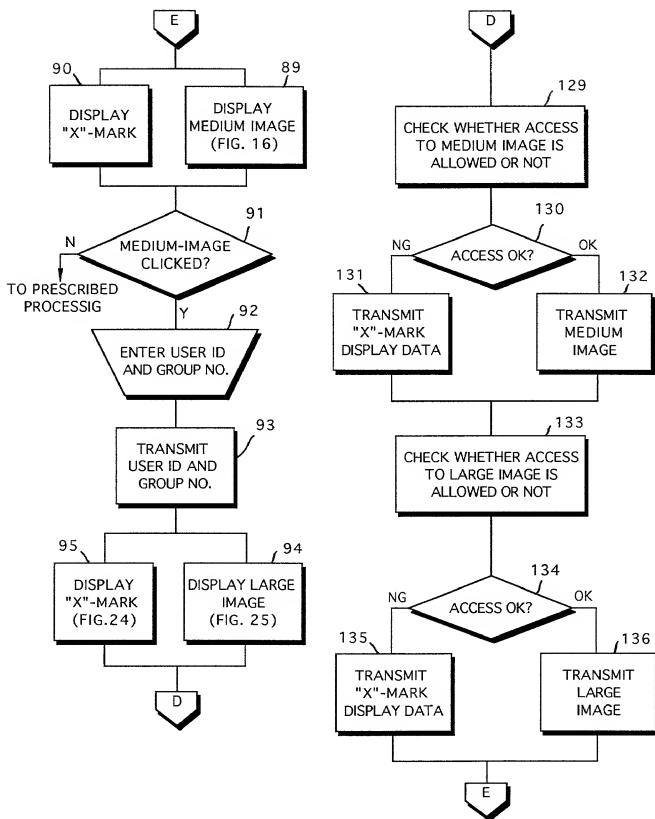 E
90
89
DISPLAY
"X"-MARK
DISPLAY
MEDIUM IMAGE
(FIG. 16)
91
N
MEDIUM-IMAGE
CLICKED?
TO PRESCRIBED
PROCESSIG
Y
92
ENTER USER ID
AND GROUP NO.
93
TRANSMIT
USER ID AND
GROUP NO.
95
94
DISPLAY
"X"-MARK
(FIG.24)
DISPLAY LARGE
IMAGE
(FIG. 25)
D
D
129
CHECK WHETHER ACCESS
TO MEDIUM IMAGE IS
ALLOWED OR NOT
130
NG
ACCESS OK?
OK
131
132
TRANSMIT
"X"-MARK
DISPLAY DATA
TRANSMIT
MEDIUM
IMAGE
133
CHECK WHETHER ACCESS
TO LARGE IMAGE IS
ALLOWED OR NOT
134
NG
ACCESS OK?
OK
135
136
TRANSMIT
"X"-MARK
DISPLAY DATA
TRANSMIT
LARGE
IMAGE
E